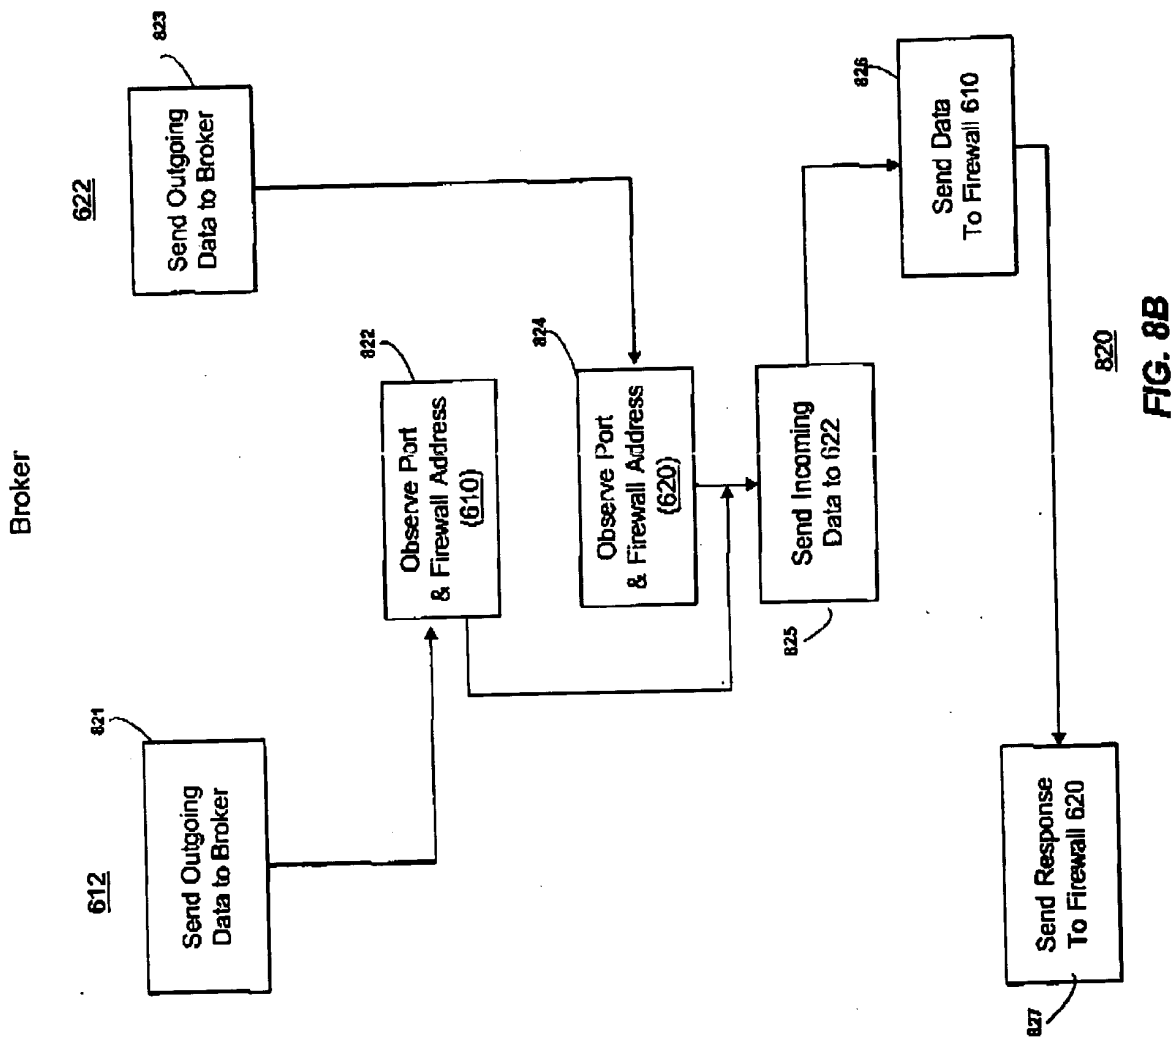 612
Broker
622
821
Send Outgoing
Data to Broker
823
Send Outgoing
Data to Broker
822
Observe Port
& Firewall Address
(610)
824
Observe Port
& Firewall Address
(620)
825
Send Incoming
Data to 622
826
Send Data
To Firewall 610
827
Send Response
To Firewall 620
820
FIG. 8B